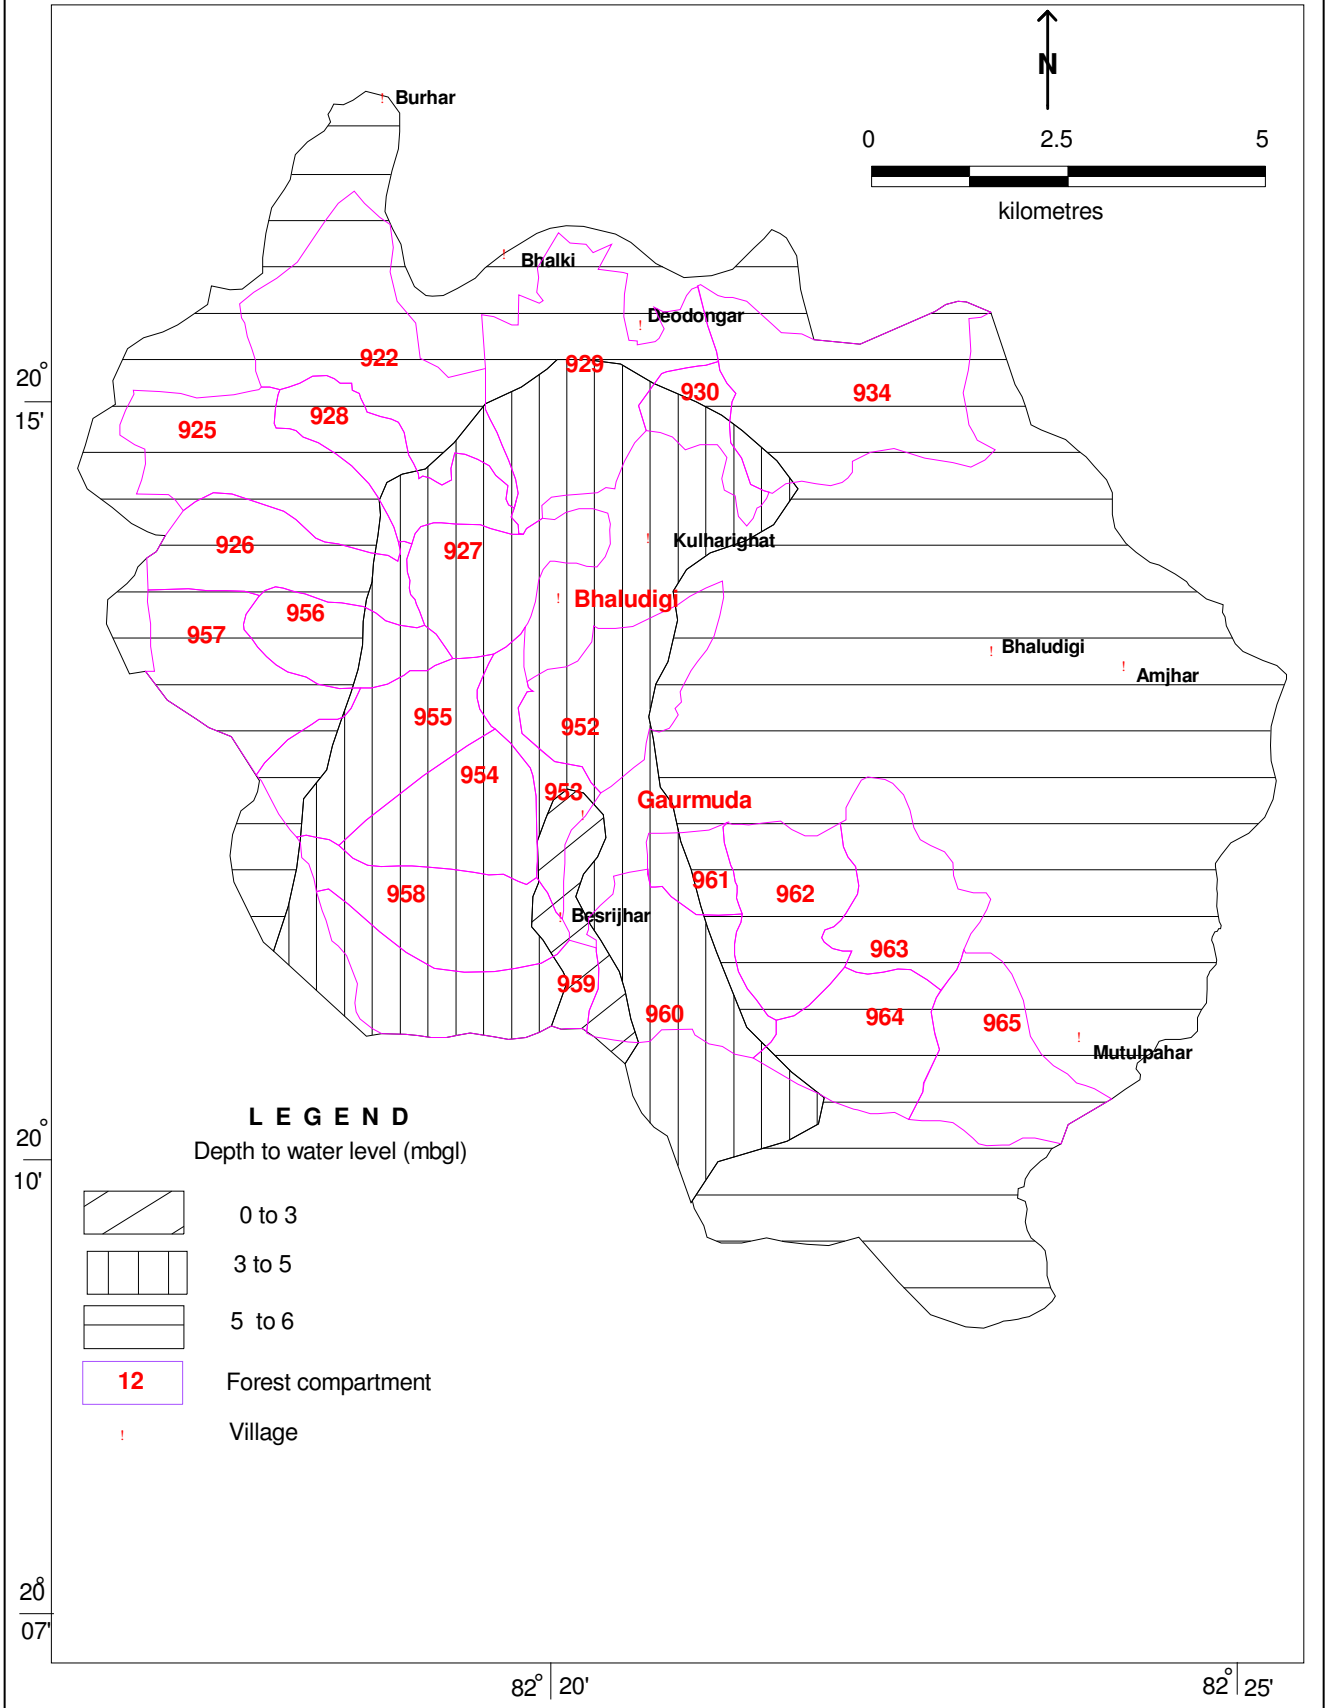 Burhar
N
0 2.5 5
kilometres
Bhalki
Deodongar
922
929
930
934
20°
15'
928
925
926
927
Kulharighat
Bhaludigi
956
957
Bhaludigi
Amjhar
955
952
954
953
Gaurmuda
961
962
958
Besrijhar
963
959
960
964
965
Mutulpahar
20°
10'
LEGEND
Depth to water level (mbgl)
0 to 3
3 to 5
5 to 6
12 Forest compartment
! Village
20°
07'
82° 20'
82° 25'